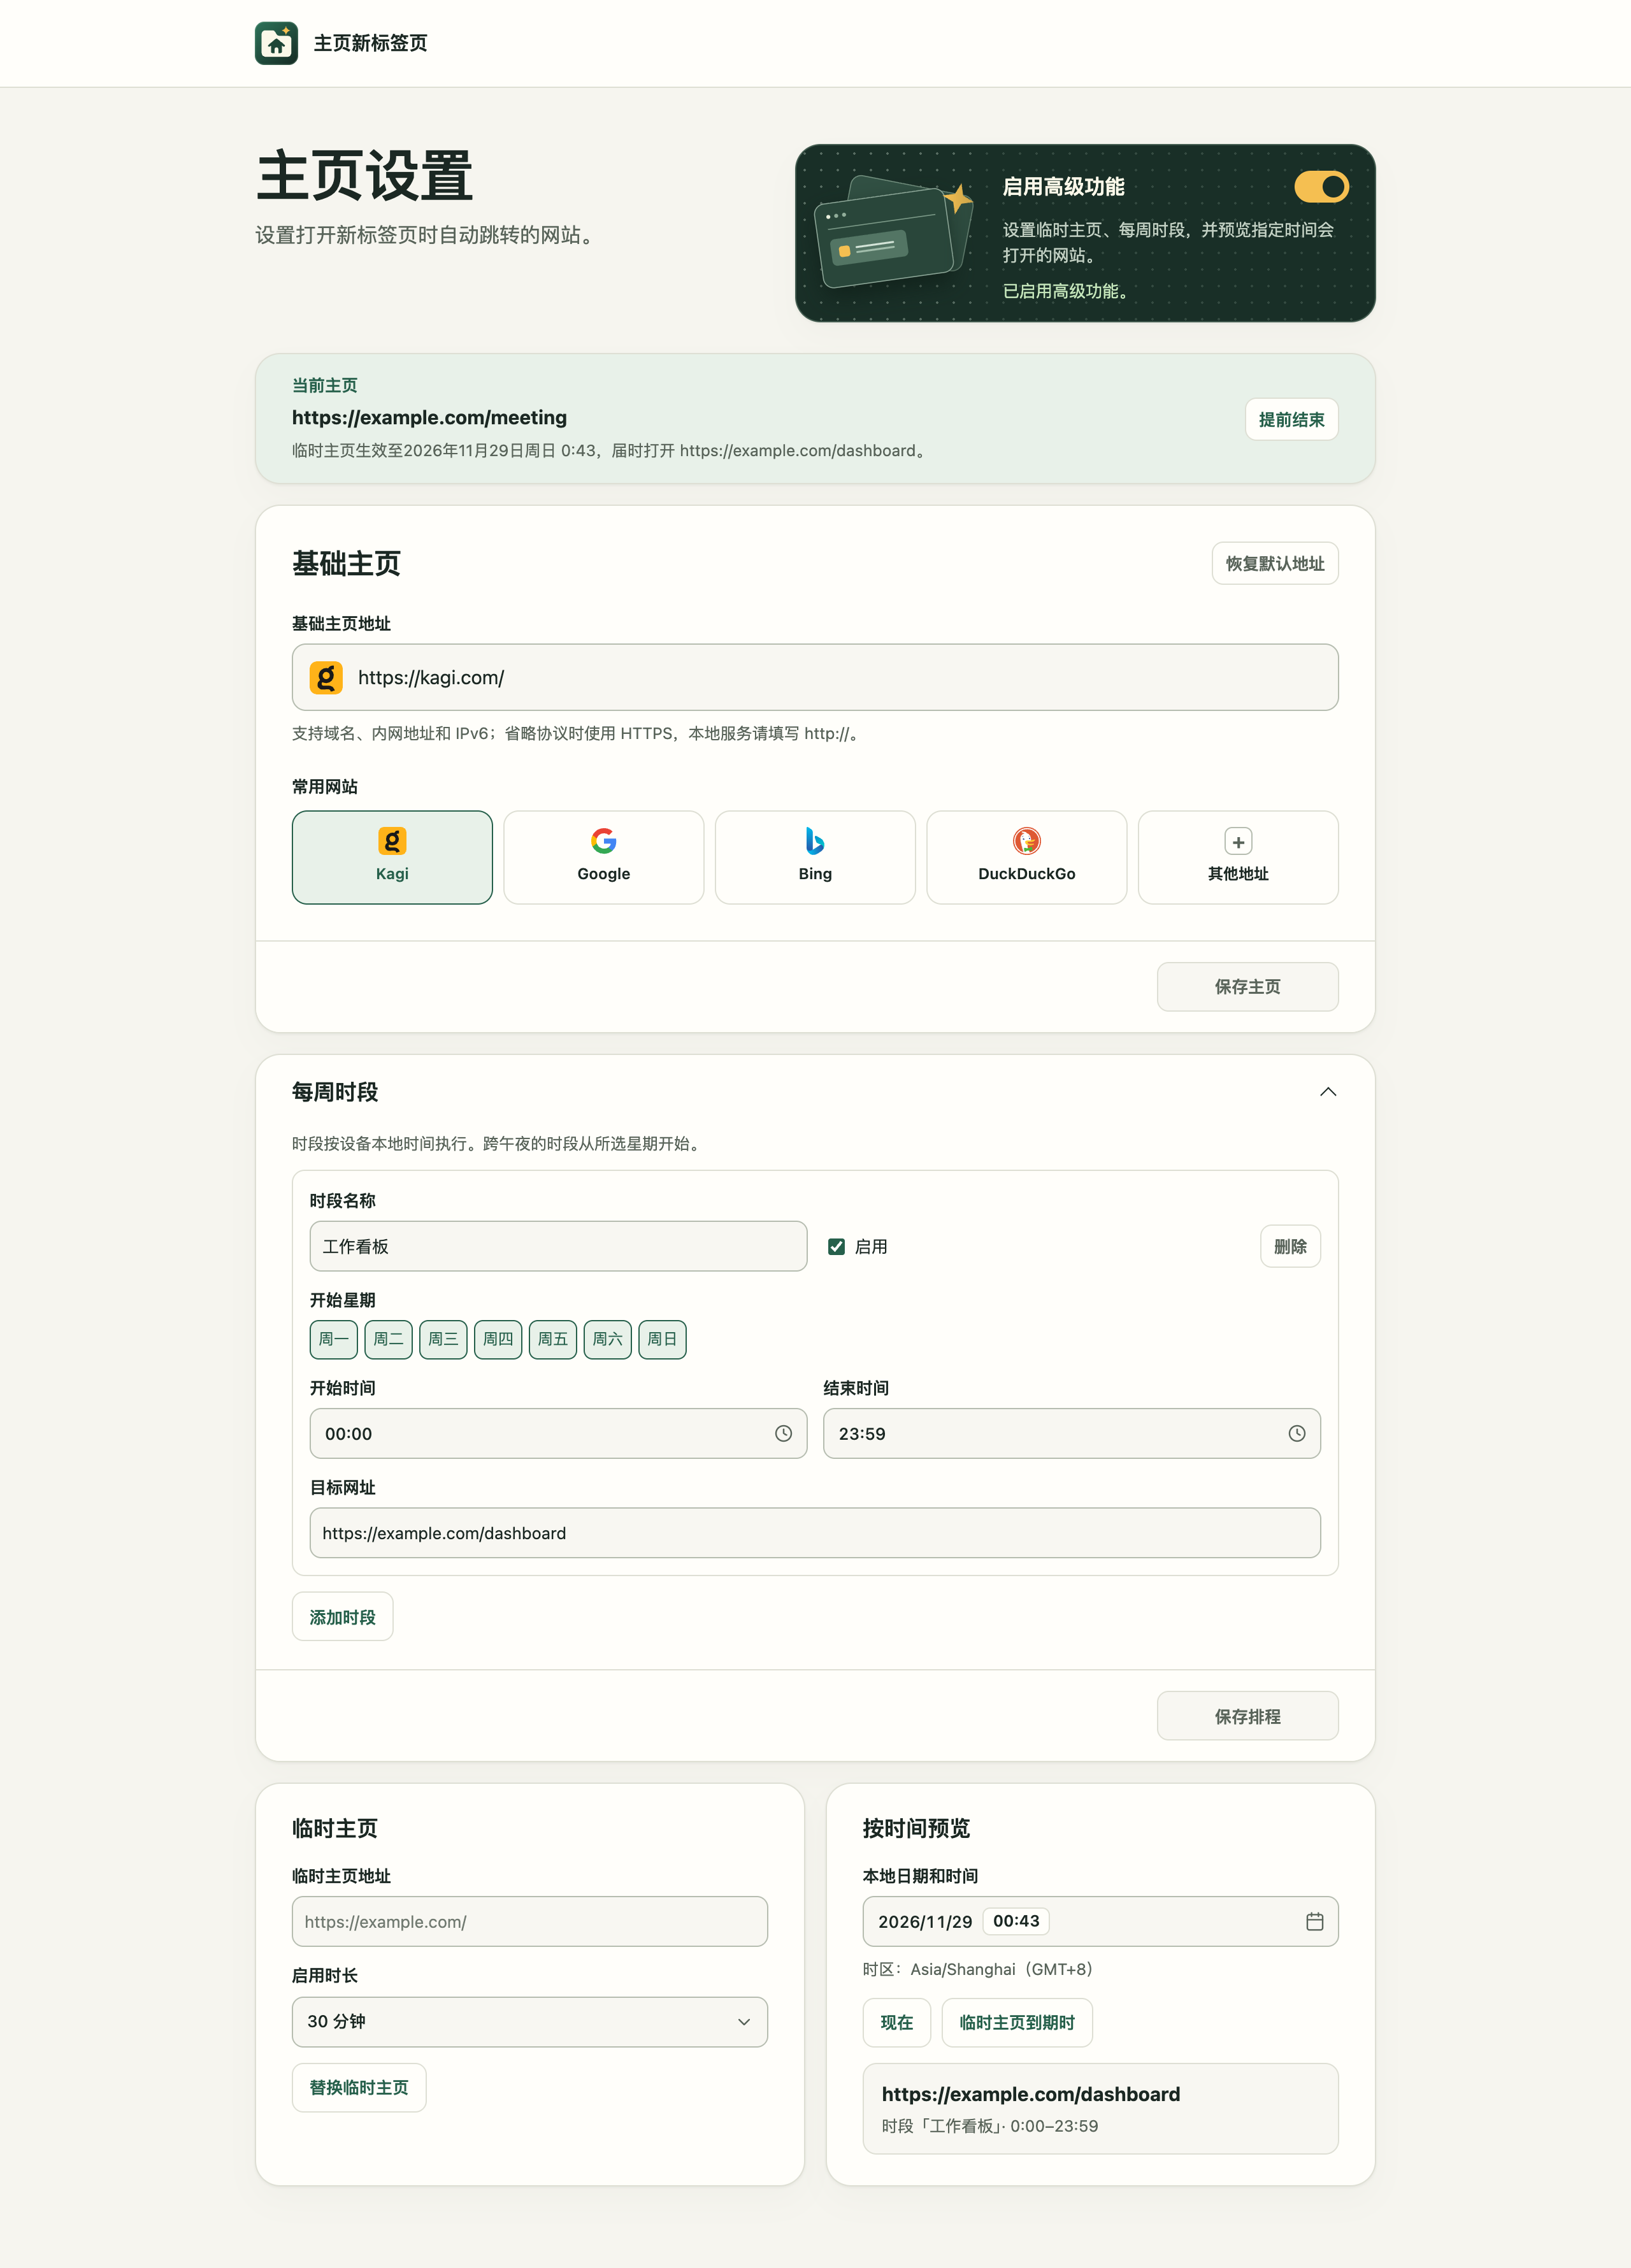 主页新标签页
主页设置
设置打开新标签页时自动跳转的网站。
启用高级功能
设置临时主页、每周时段，并预览指定时间会
打开的网站。
已启用高级功能。
当前主页
https://example.com/meeting
临时主页生效至2026年11月29日周日 0:43，届时打开 https://example.com/dashboard。
提前结束
基础主页
恢复默认地址
基础主页地址
https://kagi.com/
支持域名、内网地址和 IPv6；省略协议时使用 HTTPS，本地服务请填写 http://。
常用网站
Kagi
Google
Bing
DuckDuckGo
其他地址
保存主页
每周时段
时段按设备本地时间执行。跨午夜的时段从所选星期开始。
时段名称
工作看板
启用
删除
开始星期
周一 周二 周三 周四 周五 周六 周日
开始时间
结束时间
00:00
23:59
目标网址
https://example.com/dashboard
添加时段
保存排程
临时主页
临时主页地址
https://example.com/
启用时长
30 分钟
替换临时主页
按时间预览
本地日期和时间
2026/11/29 00:43
时区：Asia/Shanghai（GMT+8）
现在
临时主页到期时
https://example.com/dashboard
时段「工作看板」· 0:00–23:59